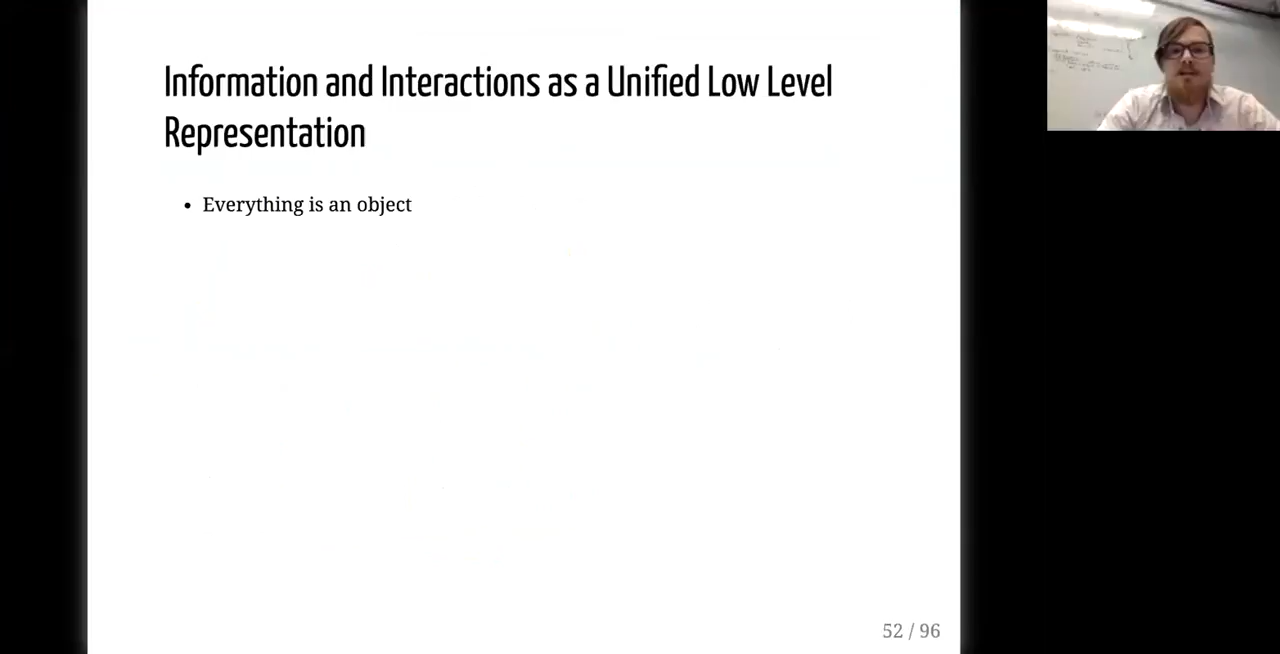 Information and Interactions as a Unified Low Level
Representation
• Everything is an object
52 / 96